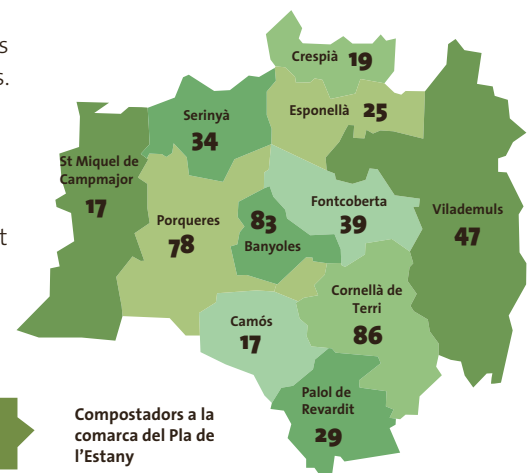 s
s.
t
Crespià 19
Esponellà 25
Serinyà
34
St Miquel de
Campmajor
17
Porqueres
78
83
Banyoles
Fontcoberta
39
Vilademuls
47
Cornellà de
Terri
86
Camós
17
Palol de
Revardit
29
Compostadors a la
comarca del Pla de
l'Estany